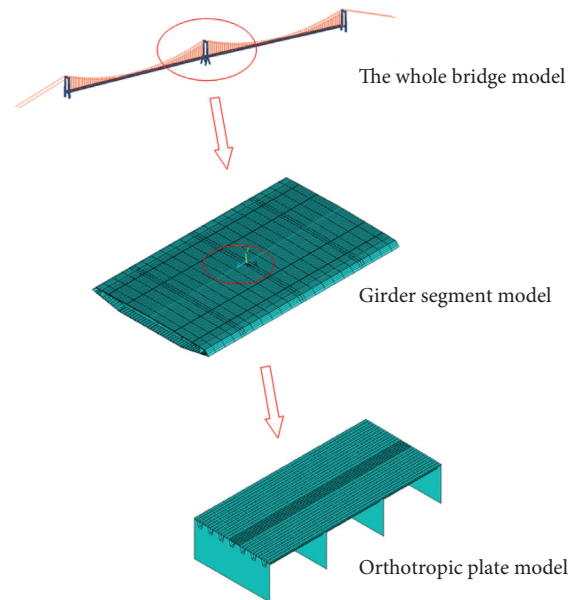 The whole bridge model
Girder segment model
Orthotropic plate model